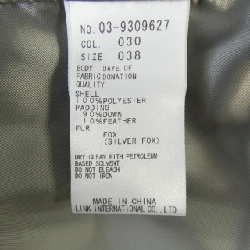 NO. 03-9309627
COL. 030
SIZE 038
BODY DATE OF
FABRICDONATION
QUALITY
SHELL
100%POLYESTER
PADDING
90%DOWN
10%FEATHER
FUR
FOX
(SILVER FOX)
DRY CLEAN WITH PETROLEUM
BASED SOLVENT
DO NOT BLEACH
DO NOT IRON
MADE IN CHINA
LINK INTERNATIONAL CO., LTD